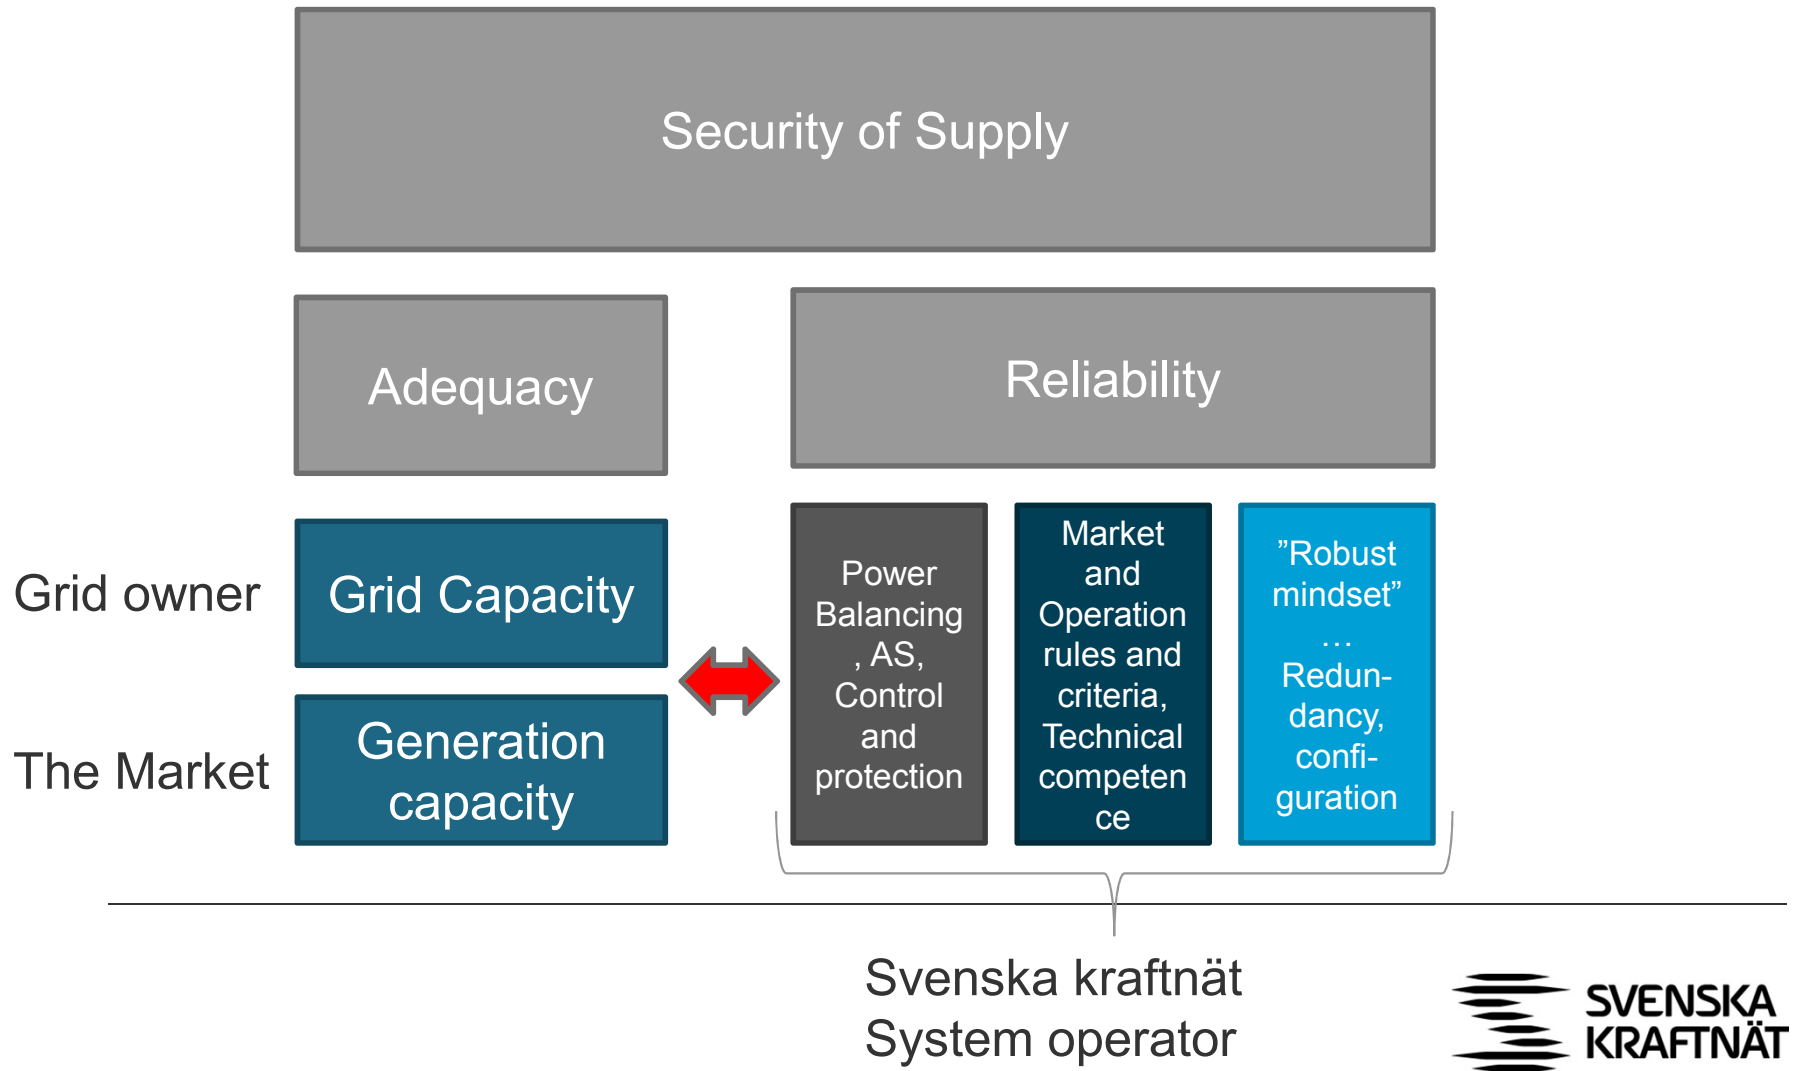 Security of Supply
Adequacy
Reliability
Grid owner
Grid Capacity
The Market
Generation
capacity
Power
Balancing
, AS,
Control
and
protection
Market
and
Operation
rules and
criteria,
Technical
competen
ce
”Robust
mindset”
…
Redun-
dancy,
confi-
guration
Svenska kraftnät
System operator
SVENSKA
KRAFTNÄT